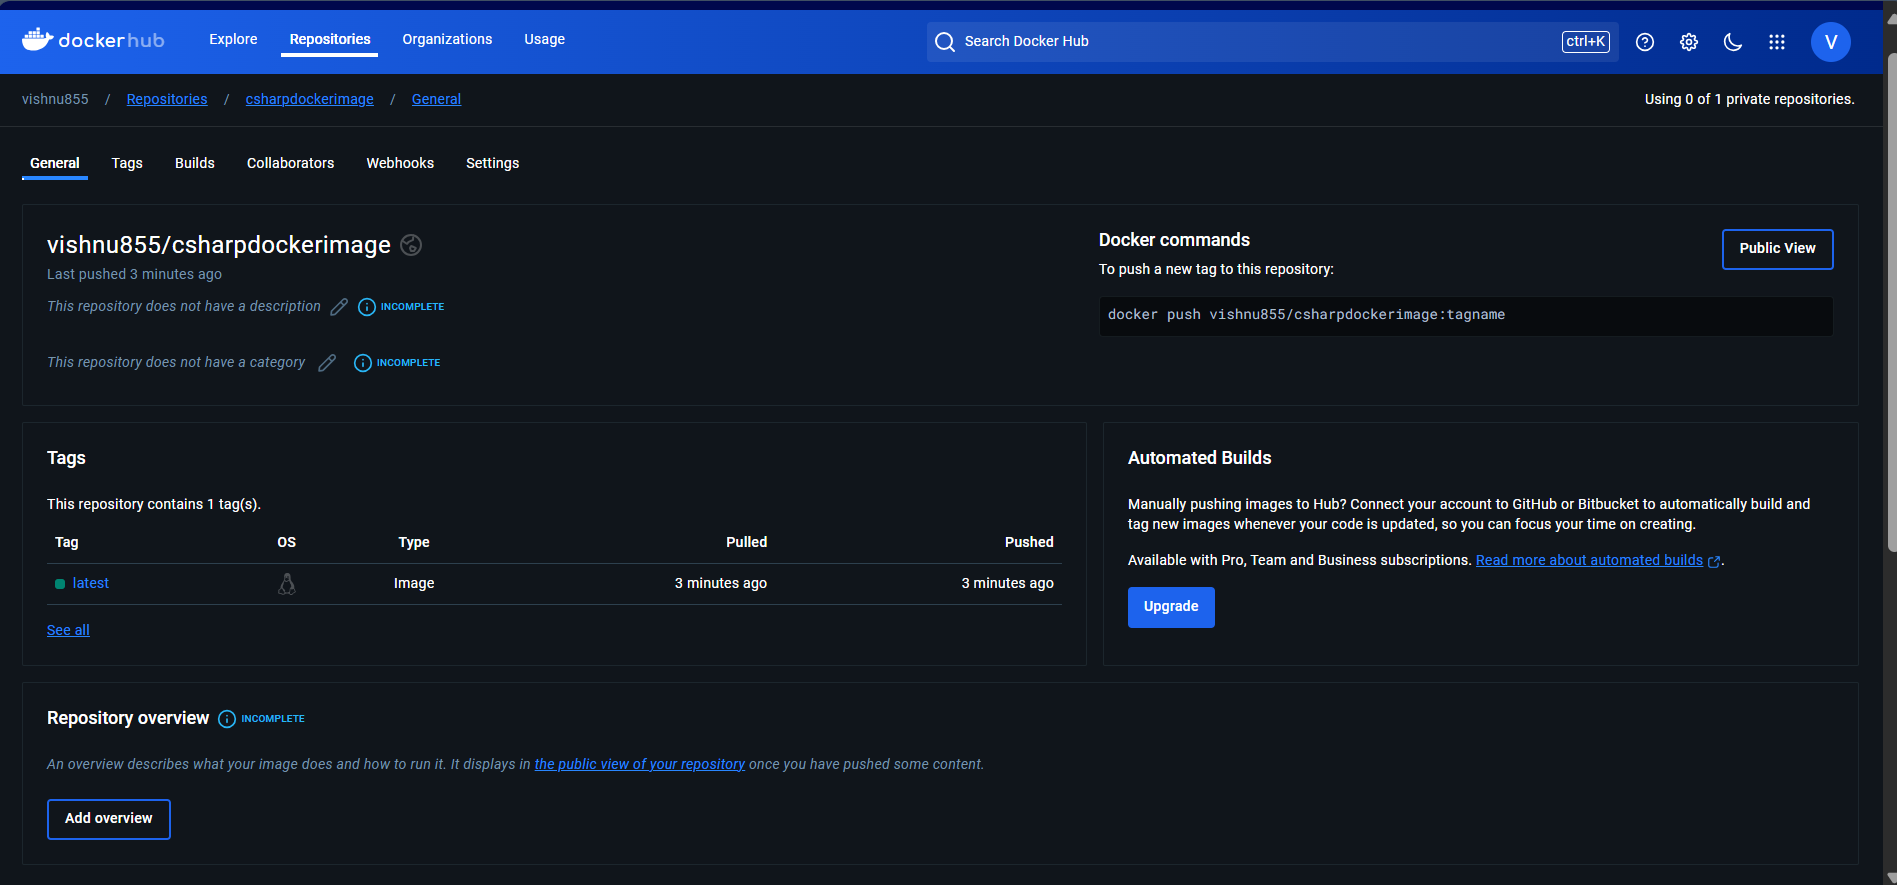 dockerhub
Explore
Repositories
Organizations
Usage
Search Docker Hub
ctrl+K
V
vishnu855 / Repositories / csharpdockerimage / General
Using 0 of 1 private repositories.
General
Tags
Builds
Collaborators
Webhooks
Settings
vishnu855/csharpdockerimage
Last pushed 3 minutes ago
This repository does not have a description
INCOMPLETE
This repository does not have a category
INCOMPLETE
Docker commands
To push a new tag to this repository:
Public View
docker push vishnu855/csharpdockerimage:tagname
Tags
This repository contains 1 tag(s).
Tag OS Type Pulled Pushed
latest Image 3 minutes ago 3 minutes ago
See all
Automated Builds
Manually pushing images to Hub? Connect your account to GitHub or Bitbucket to automatically build and
tag new images whenever your code is updated, so you can focus your time on creating.
Available with Pro, Team and Business subscriptions. Read more about automated builds.
Upgrade
Repository overview
INCOMPLETE
An overview describes what your image does and how to run it. It displays in the public view of your repository once you have pushed some content.
Add overview